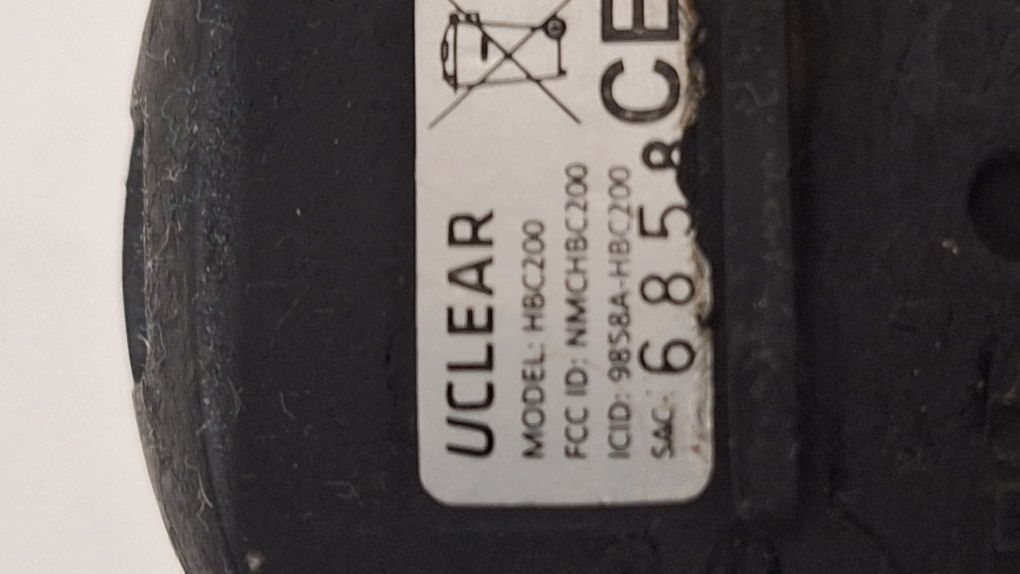 UCLEAR
MODEL: HBC200
FCC ID: NMCHBC200
ICID: 9858A-HBC200
SAC: 6858
CE